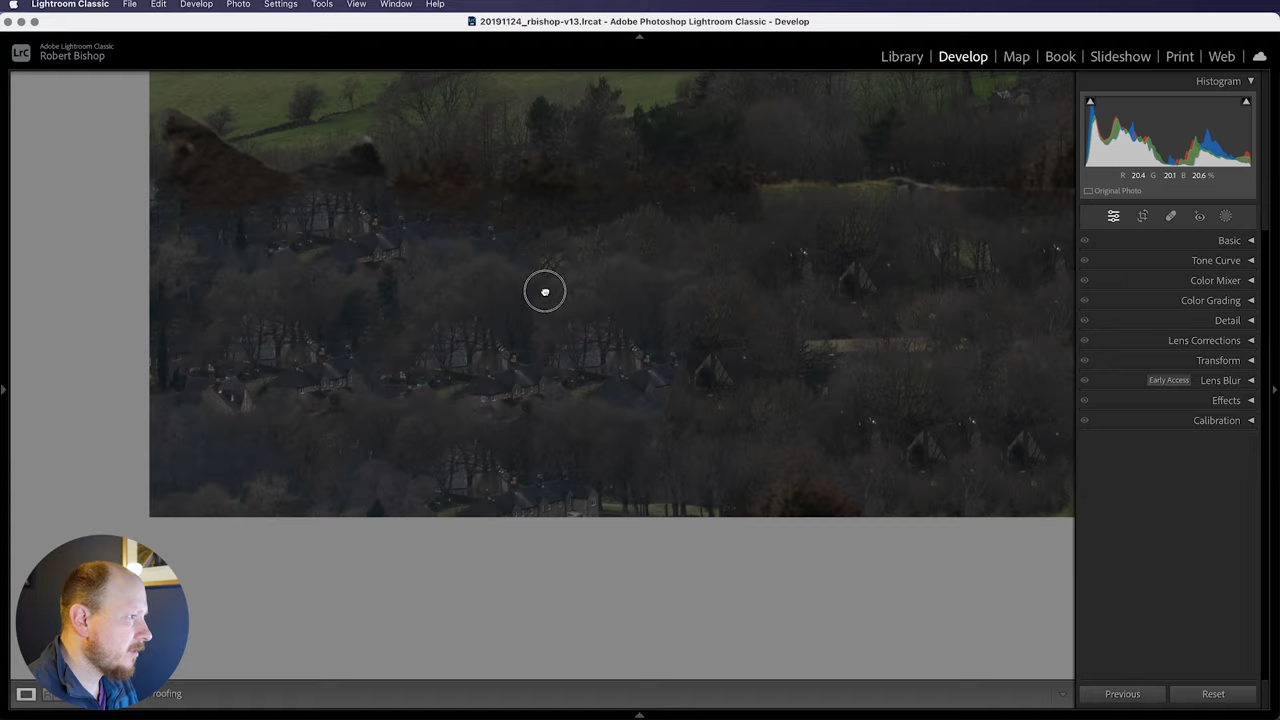 Lightroom Classic File Edit Develop Photo Settings Tools View Window Help
20191124_rbishop-v13.lrcat - Adobe Photoshop Lightroom Classic - Develop
LrC Adobe Lightroom Classic
Robert Bishop
Library | Develop | Map | Book | Slideshow | Print | Web
Histogram
R 20.4 G 20.1 B 20.6 %
Original Photo
Basic
Tone Curve
Color Mixer
Color Grading
Detail
Lens Corrections
Transform
Early Access Lens Blur
Effects
Calibration
roofing
Previous Reset